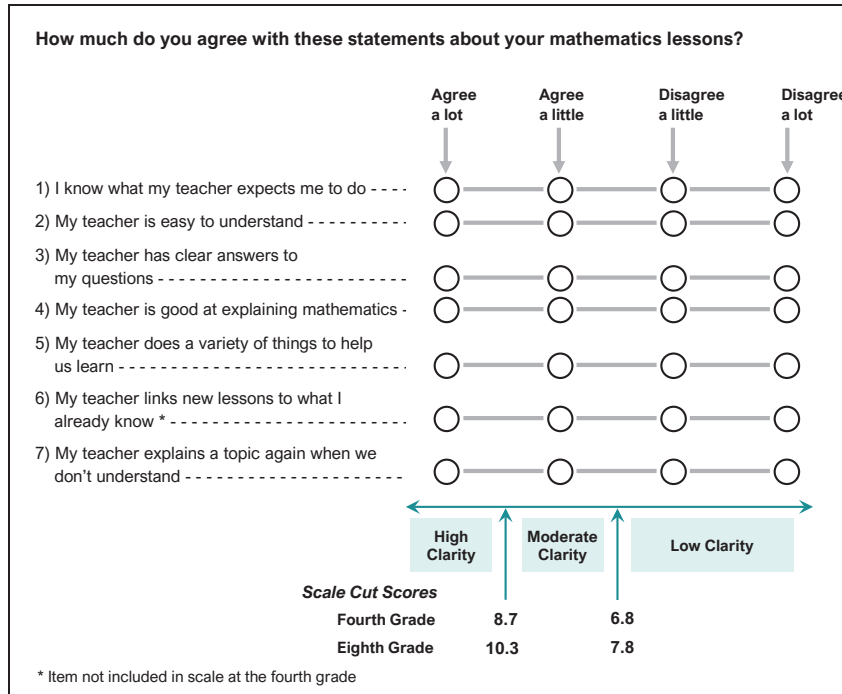 How much do you agree with these statements about your mathematics lessons?
Agree a lot
Agree a little
Disagree a little
Disagree a lot
1) I know what my teacher expects me to do - - - -
2) My teacher is easy to understand - - - - - - - - - -
3) My teacher has clear answers to
my questions - - - - - - - - - - - - - - - - - - - - - - - - -
4) My teacher is good at explaining mathematics -
5) My teacher does a variety of things to help
us learn - - - - - - - - - - - - - - - - - - - - - - - - - - - - -
6) My teacher links new lessons to what I
already know * - - - - - - - - - - - - - - - - - - - - - - - -
7) My teacher explains a topic again when we
don't understand - - - - - - - - - - - - - - - - - - - - - -
High Clarity
Moderate Clarity
Low Clarity
Scale Cut Scores
Fourth Grade 8.7 6.8
Eighth Grade 10.3 7.8
* Item not included in scale at the fourth grade